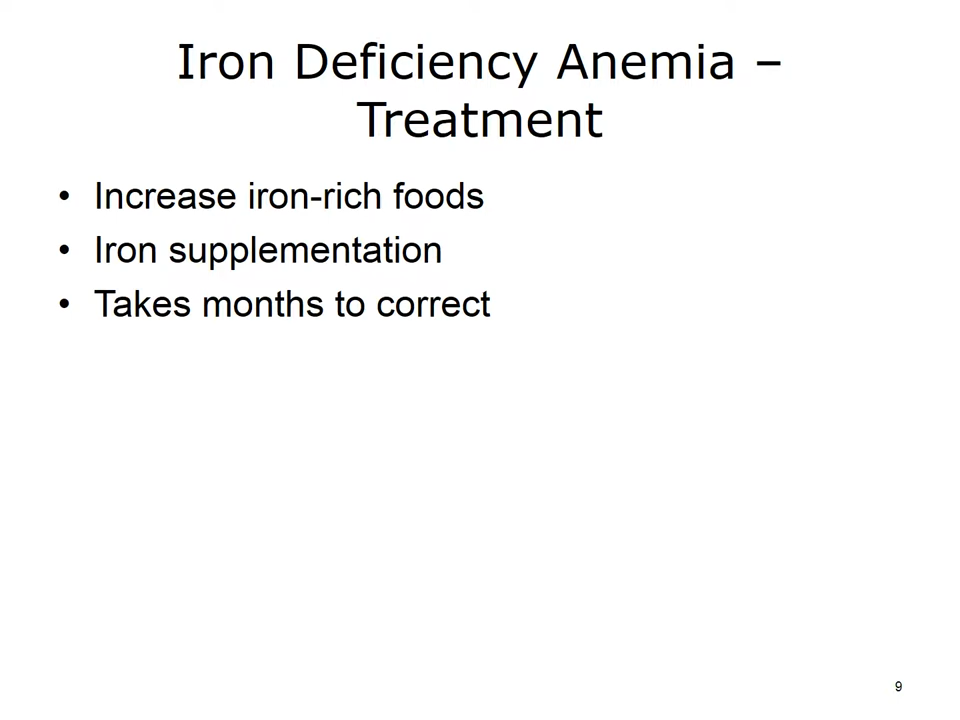 Iron Deficiency Anemia –
Treatment
• Increase iron-rich foods
• Iron supplementation
• Takes months to correct
9